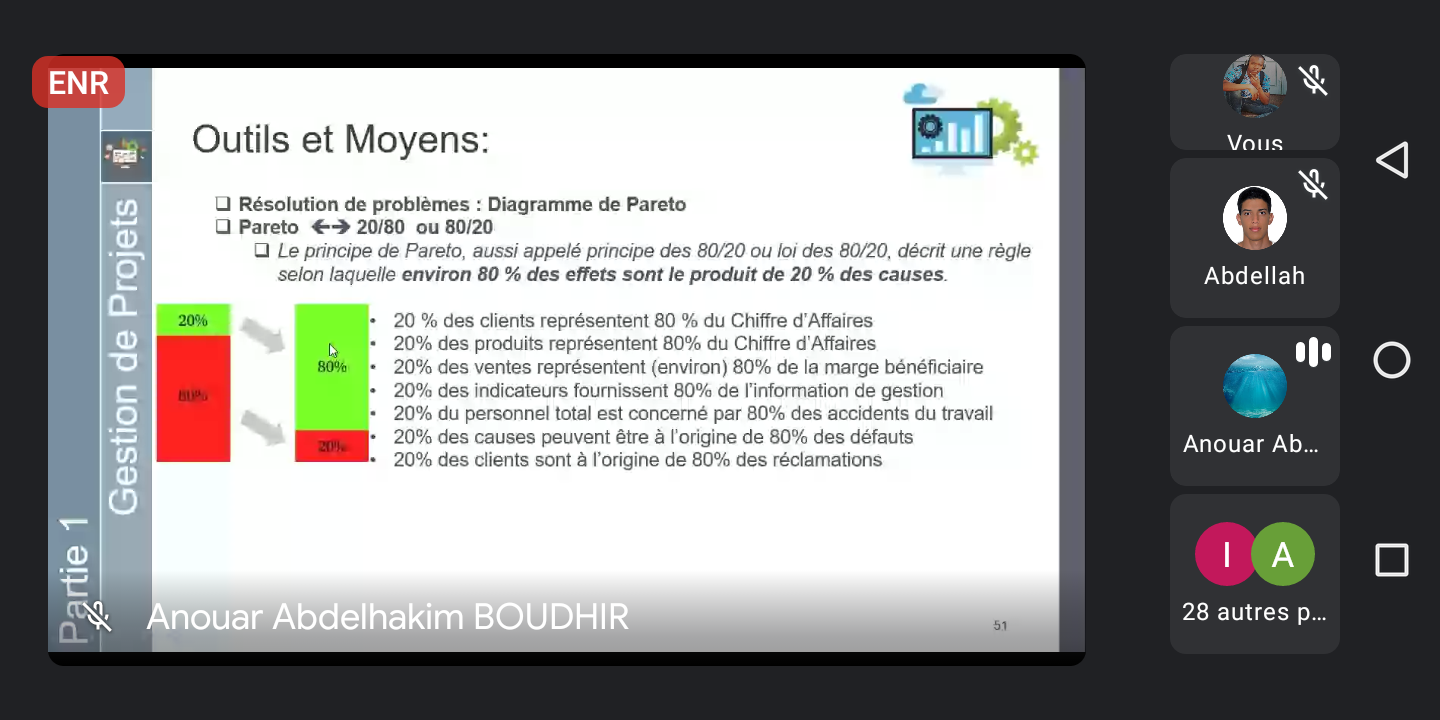 ENR
Partie 1
Gestion de Projets
Outils et Moyens:
Résolution de problèmes : Diagramme de Pareto
Pareto ←→ 20/80 ou 80/20
Le principe de Pareto, aussi appelé principe des 80/20 ou loi des 80/20, décrit une règle
selon laquelle environ 80 % des effets sont le produit de 20 % des causes.
20%
80%
80%
20%
• 20 % des clients représentent 80 % du Chiffre d'Affaires
• 20% des produits représentent 80% du Chiffre d'Affaires
• 20% des ventes représentent (environ) 80% de la marge bénéficiaire
• 20% des indicateurs fournissent 80% de l'information de gestion
• 20% du personnel total est concerné par 80% des accidents du travail
• 20% des causes peuvent être à l'origine de 80% des défauts
• 20% des clients sont à l'origine de 80% des réclamations
Anouar Abdelhakim BOUDHIR
51
Vous
Abdellah
Anouar Ab...
I A
28 autres p...